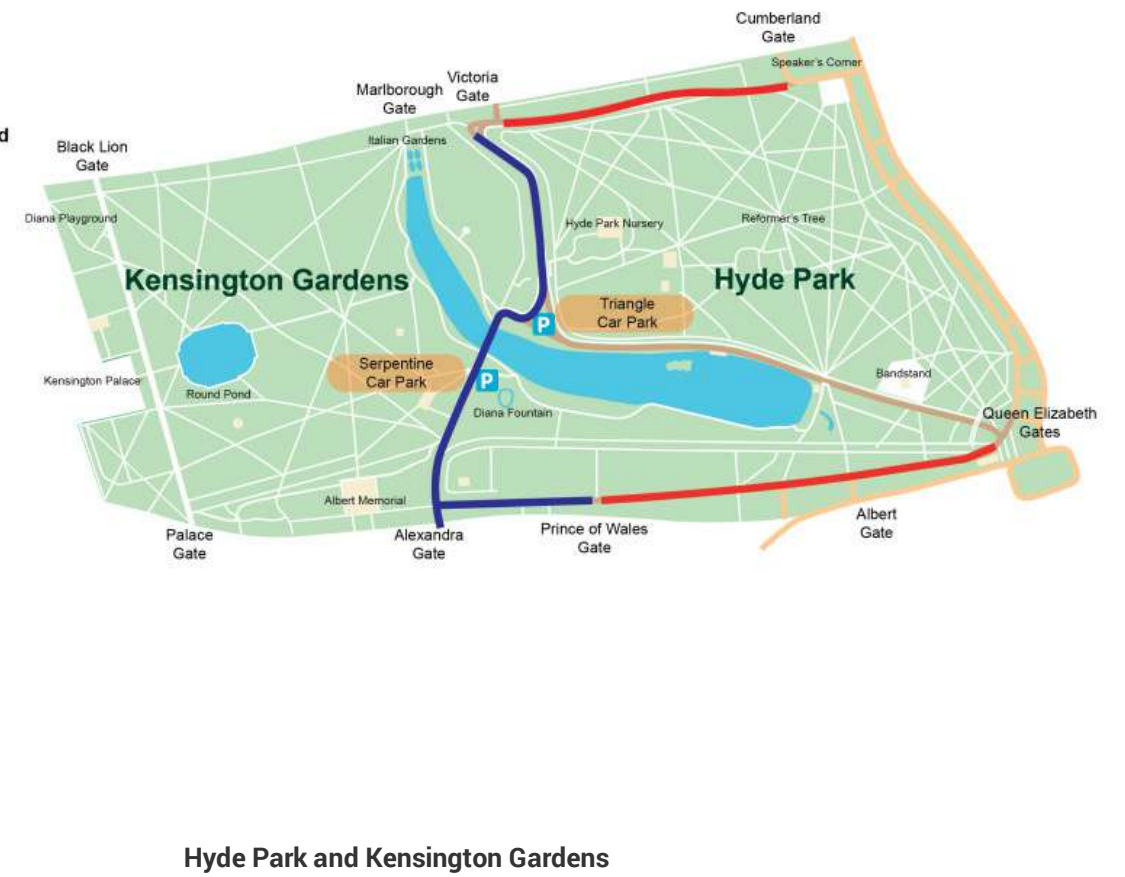 Cumberland
Gate
Speaker's Corner
Victoria
Gate
Marlborough
Gate
d
Italian Gardens
Black Lion
Gate
Diana Playground
Hyde Park Nursery
Reformer's Tree
Kensington Gardens
Hyde Park
Triangle
Car Park
P
Serpentine
Car Park
P
Bandstand
Kensington Palace
Round Pond
Diana Fountain
Queen Elizabeth
Gates
Albert Memorial
Palace
Gate
Alexandra
Gate
Prince of Wales
Gate
Albert
Gate
Hyde Park and Kensington Gardens